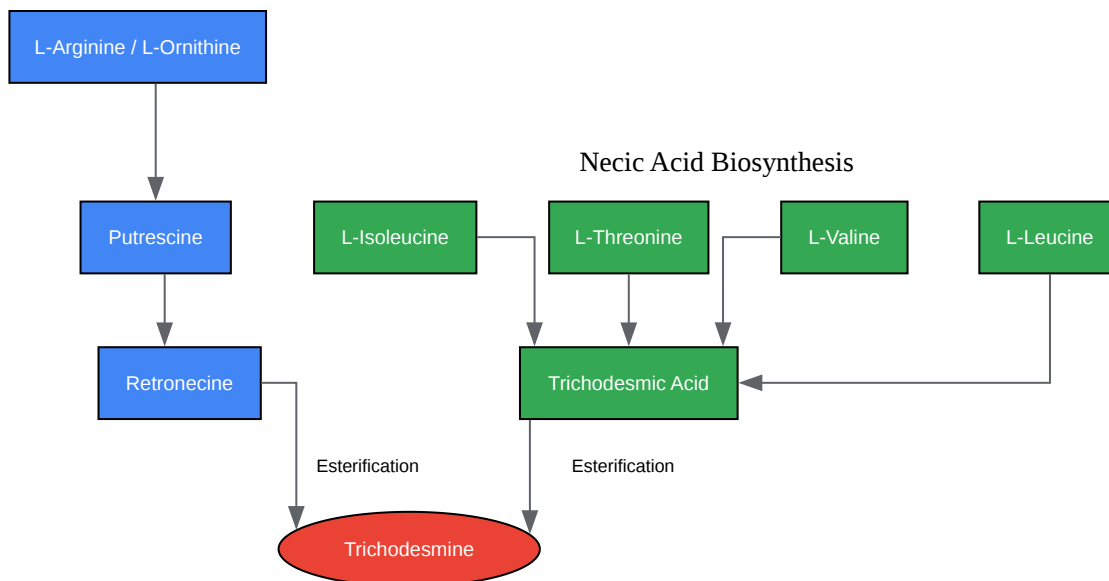 L-Arginine / L-Ornithine
Necic Acid Biosynthesis
Putrescine
L-Isoleucine
L-Threonine
L-Valine
L-Leucine
Retronecine
Trichodesmic Acid
Esterification
Esterification
Trichodesmine